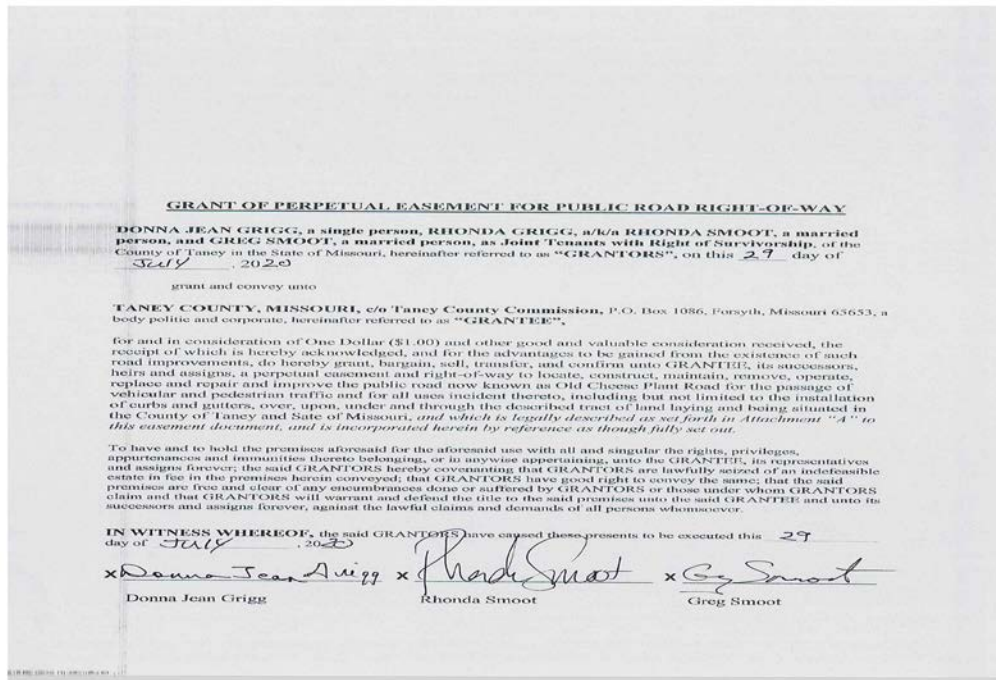 GRANT OF PERPETUAL EASEMENT FOR PUBLIC ROAD RIGHT-OF-WAY
DONNA JEAN GRIGG, a single person, RHONDA GRIGG, a/k/a RHONDA SMOOT, a married
person, and GREG SMOOT, a married person, as Joint Tenants with Right of Survivorship, of the
County of Taney in the State of Missouri, hereinafter referred to as "GRANTORS", on this 29 day of
JULY, 2020
grant and convey unto
TANEY COUNTY, MISSOURI, c/o Taney County Commission, P.O. Box 1086, Forsyth, Missouri 65653, a
body politic and corporate, hereinafter referred to as "GRANTEE",
for and in consideration of One Dollar ($1.00) and other good and valuable consideration received, the
receipt of which is hereby acknowledged, and for the advantages to be gained from the existence of such
road improvements, do hereby grant, bargain, sell, transfer, and confirm unto GRANTEE, its successors,
heirs and assigns, a perpetual easement and right-of-way to locate, construct, maintain, remove, operate,
replace and repair and improve the public road now known as Old Cheese Plant Road for the passage of
vehicular and pedestrian traffic and for all uses incident thereto, including but not limited to the installation
of curbs and gutters, over, upon, under and through the described tract of land laying and being situated in
the County of Taney and Sate of Missouri, and which is legally described as set forth in Attachment "A" to
this easement document, and is incorporated herein by reference as though fully set out.
To have and to hold the premises aforesaid for the aforesaid use with all and singular the rights, privileges,
appurtenances and immunities thereto belonging, or in anywise appertaining, unto the GRANTEE, its representatives
and assigns forever; the said GRANTORS hereby covenanting that GRANTORS are lawfully seized of an indefeasible
estate in fee in the premises herein conveyed; that GRANTORS have good right to convey the same; that the said
premises are free and clear of any encumbrances done or suffered by GRANTORS or those under whom GRANTORS
claim and that GRANTORS will warrant and defend the title to the said premises unto the said GRANTEE and unto its
successors and assigns forever, against the lawful claims and demands of all persons whomsoever.
IN WITNESS WHEREOF, the said GRANTORS have caused these presents to be executed this 29
day of JULY, 2020
x Donna Jean Grigg x Rhonda Smoot x Greg Smoot
Donna Jean Grigg Rhonda Smoot Greg Smoot